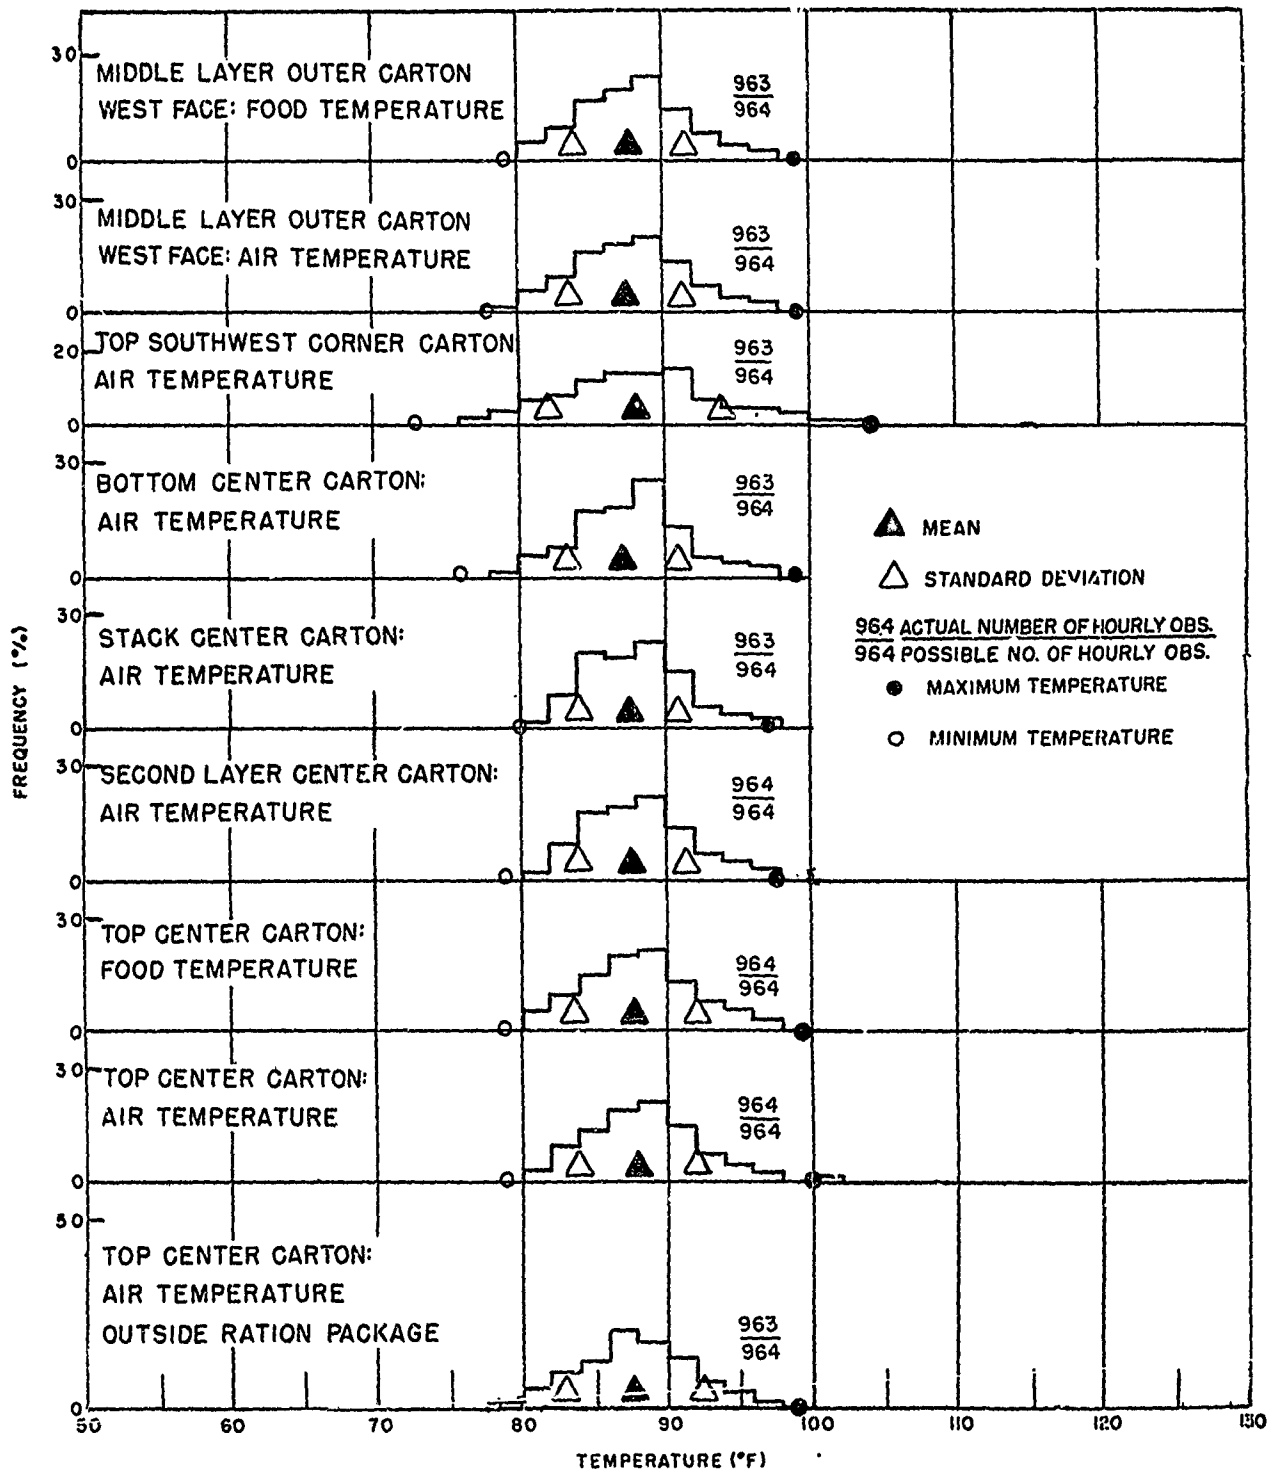 30
MIDDLE LAYER OUTER CARTON
WEST FACE: FOOD TEMPERATURE
963
964
0
30
MIDDLE LAYER OUTER CARTON
WEST FACE: AIR TEMPERATURE
963
964
0
20
TOP SOUTHWEST CORNER CARTON
AIR TEMPERATURE
963
964
0
30
BOTTOM CENTER CARTON:
AIR TEMPERATURE
963
964
0
30
STACK CENTER CARTON:
AIR TEMPERATURE
963
964
0
30
SECOND LAYER CENTER CARTON:
AIR TEMPERATURE
964
964
0
30
TOP CENTER CARTON:
FOOD TEMPERATURE
964
964
0
30
TOP CENTER CARTON:
AIR TEMPERATURE
964
964
0
50
TOP CENTER CARTON:
AIR TEMPERATURE
OUTSIDE RATION PACKAGE
963
964
0
MEAN
STANDARD DEVIATION
964 ACTUAL NUMBER OF HOURLY OBS.
964 POSSIBLE NO. OF HOURLY OBS.
MAXIMUM TEMPERATURE
MINIMUM TEMPERATURE
FREQUENCY (%)
50 60 70 80 90 100 110 120 130
TEMPERATURE (°F)